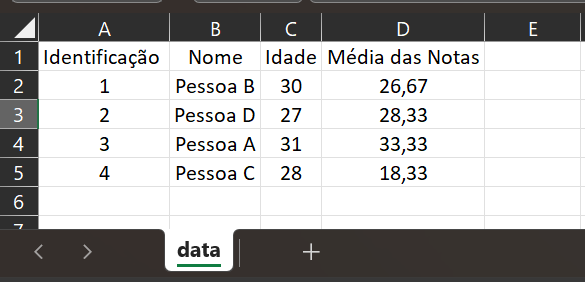 A B C D E
1 Identificação Nome Idade Média das Notas
2 1 Pessoa B 30 26,67
3 2 Pessoa D 27 28,33
4 3 Pessoa A 31 33,33
5 4 Pessoa C 28 18,33
6
data